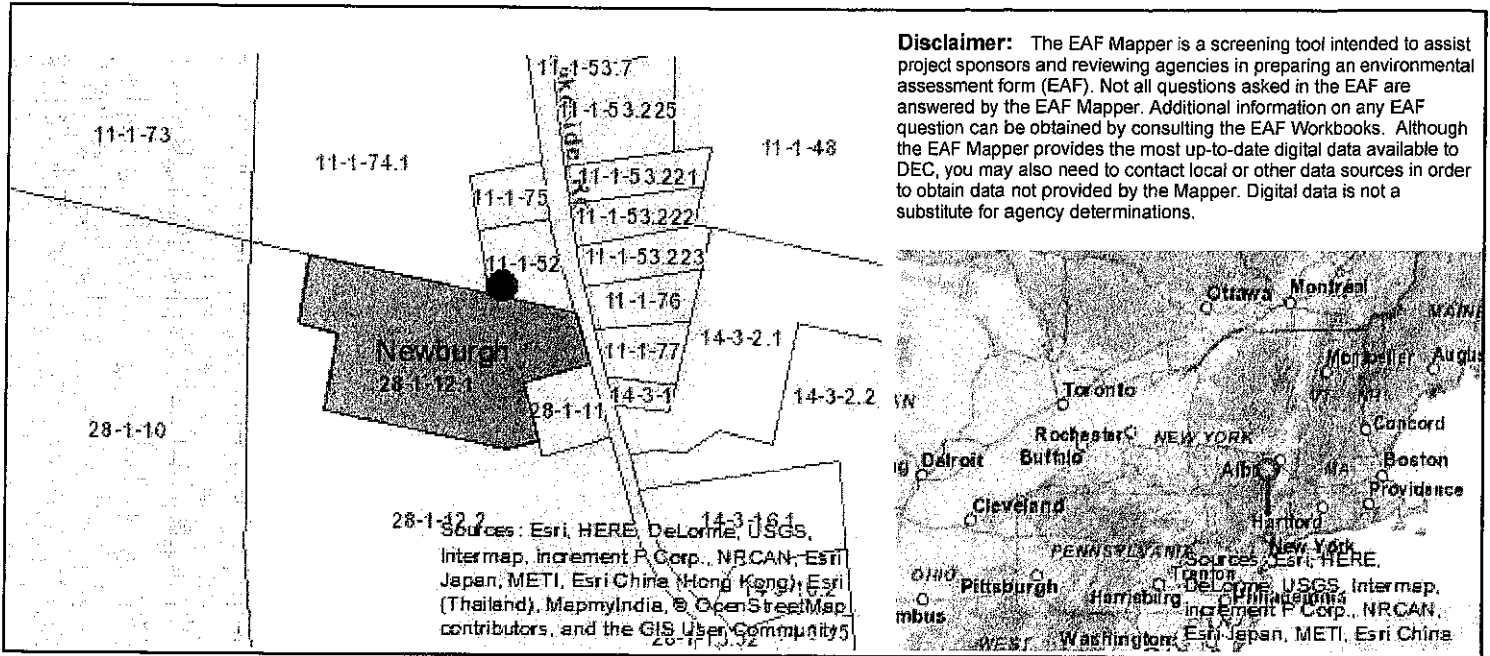 Disclaimer: The EAF Mapper is a screening tool intended to assist
project sponsors and reviewing agencies in preparing an environmental
assessment form (EAF). Not all questions asked in the EAF are
answered by the EAF Mapper. Additional information on any EAF
question can be obtained by consulting the EAF Workbooks. Although
the EAF Mapper provides the most up-to-date digital data available to
DEC, you may also need to contact local or other data sources in order
to obtain data not provided by the Mapper. Digital data is not a
substitute for agency determinations.
11-1-53.7
11-1-53.225
11-1-73
11-1-74.1
11-1-48
11-1-75
11-1-53.221
11-1-53.222
11-1-52
11-1-53.223
11-1-76
Newburgh
28-1-12.1
11-1-77
14-3-2.1
14-3-1
14-3-2.2
28-1-11
28-1-10
28-1-12.2
14-3-16.1
Sources: Esri, HERE, DeLorme, USGS,
Intermap, increment P Corp., NRCAN, Esri
Japan, METI, Esri China (Hong Kong), Esri
(Thailand), MapmyIndia, © OpenStreetMap
contributors, and the GIS User Community
Ottawa
Montreal
Montpelier
Toronto
Concord
Rochester
NEW YORK
Buffalo
Boston
Detroit
MA
Providence
Cleveland
Hartford
PENNSYLVANIA
New York
OHIO
Pittsburgh
Harrisburg
Trenton
Philadelphia
Washington
Sources: Esri, HERE,
DeLorme, USGS, Intermap,
increment P Corp., NRCAN,
Esri Japan, METI, Esri China